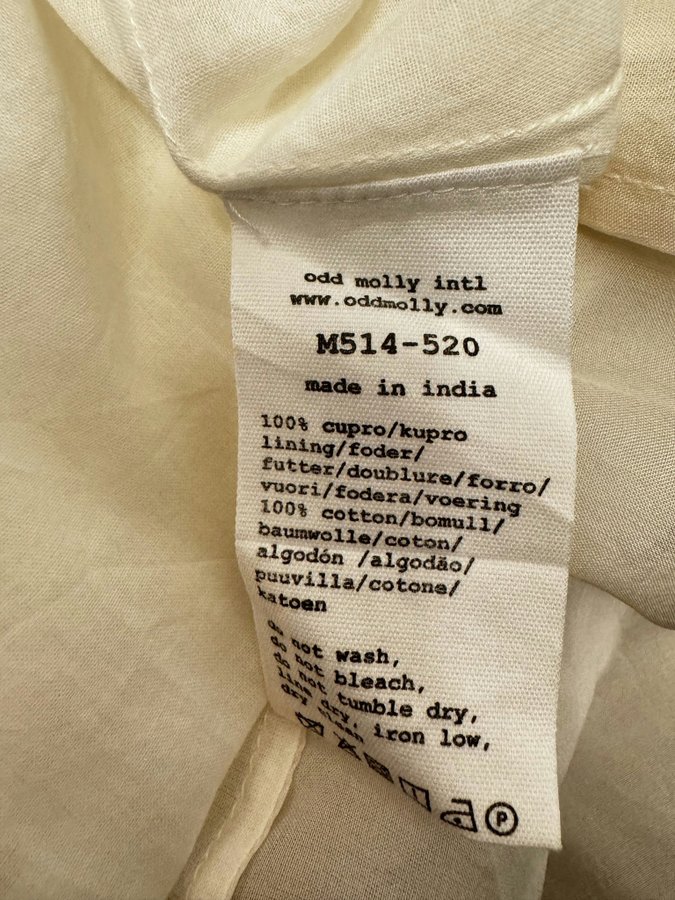 odd molly intl
www.oddmolly.com
M514-520
made in india
100% cupro/kupro
lining/foder/
futter/doublure/forro/
vuori/fodera/voering
100% cotton/bomull/
baumwolle/coton/
algodón /algodão/
puuvilla/cotone/
katoen
do not wash,
do not bleach,
do not tumble dry,
line dry, iron low,
dry clean
P